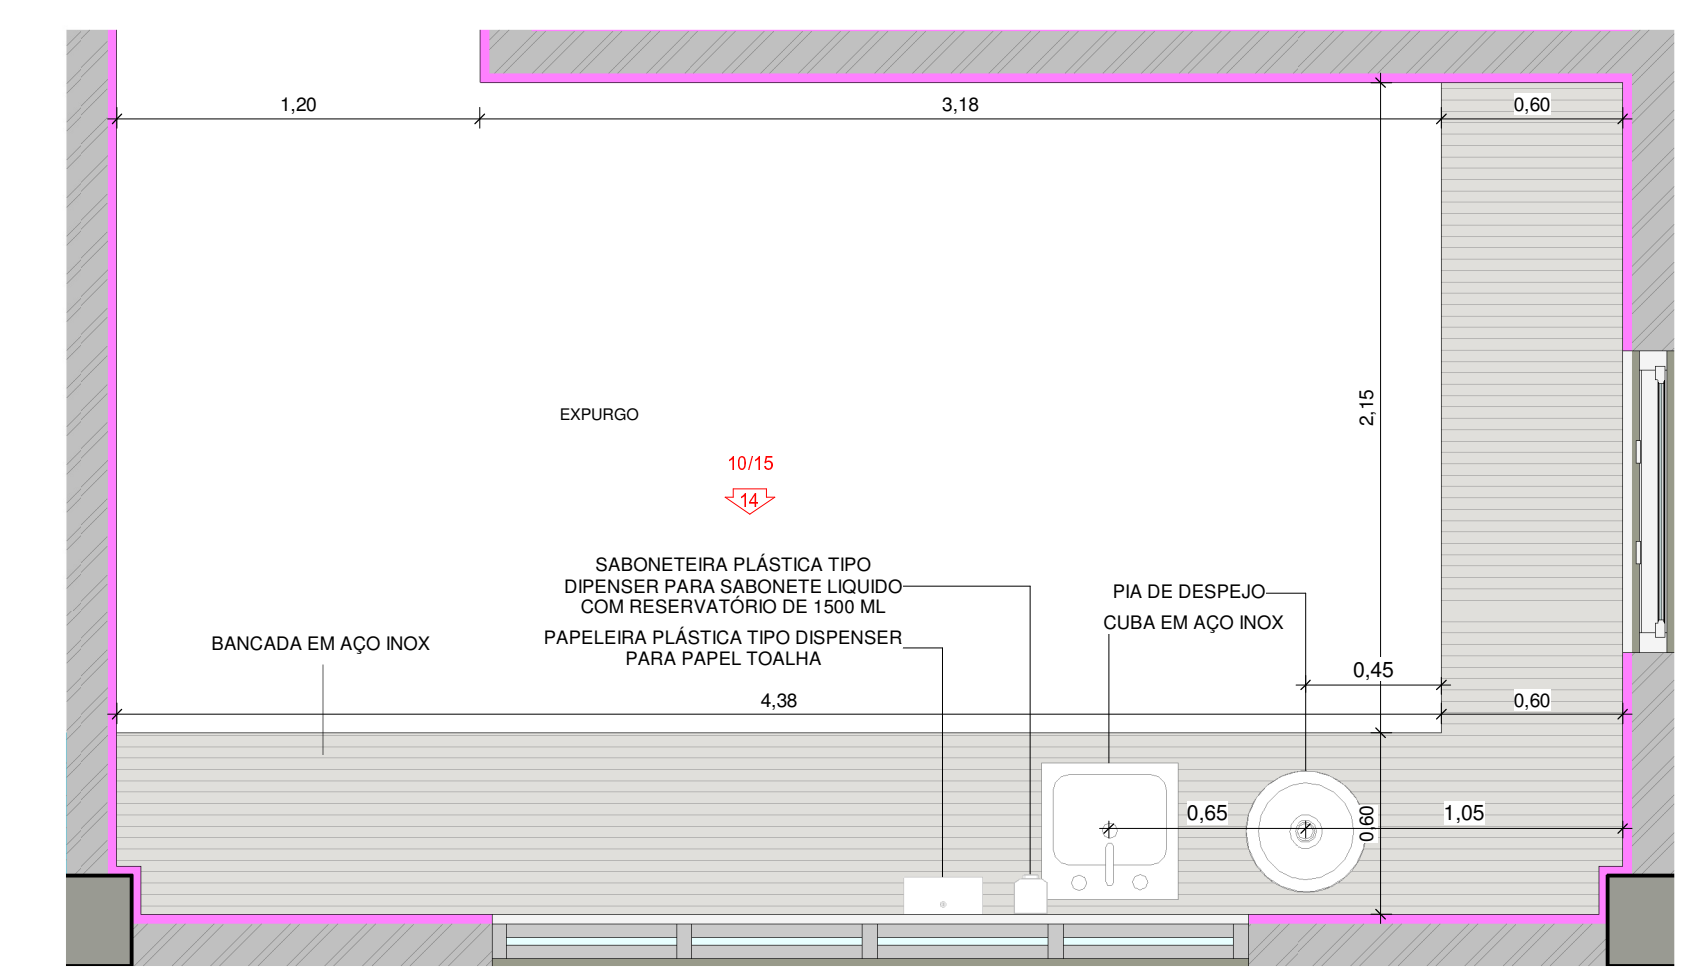 1,20
3,18
0,60
2,15
EXPURGO
10/15
14
SABONETEIRA PLÁSTICA TIPO
DIPENSER PARA SABONETE LIQUIDO
COM RESERVATÓRIO DE 1500 ML
PIA DE DESPEJO
CUBA EM AÇO INOX
BANCADA EM AÇO INOX
PAPELEIRA PLÁSTICA TIPO DISPENSER
PARA PAPEL TOALHA
0,45
4,38
0,60
0,65
0,60
1,05